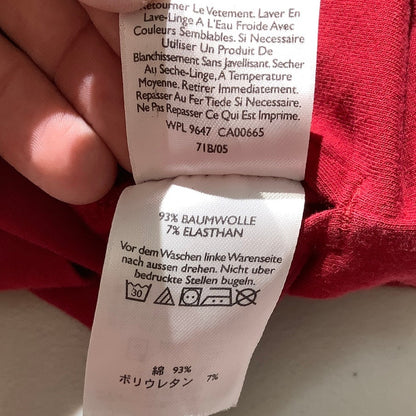 Retourner Le Vetement. Laver En
Lave-Linge A L'Envers Avec
Couleurs Semblables. Si Necessaire
Utiliser Un Produit De
Blanchissement Sans Javellisant. Secher
Au Seche-Linge, A Temperature
Moyenne. Retirer Immediatement.
Repasser Au Fer Tiede Si Necessaire.
Ne Pas Repasser Ce Qui Est Imprime.
WPL 9647 CA00665
71B/05
93% BAUMWOLLE
7% ELASTHAN
Vor dem Waschen linke Warenseite
nach aussen drehen. Nicht über
bedruckte Stellen bugeln.
30
綿 93%
ポリウレタン 7%